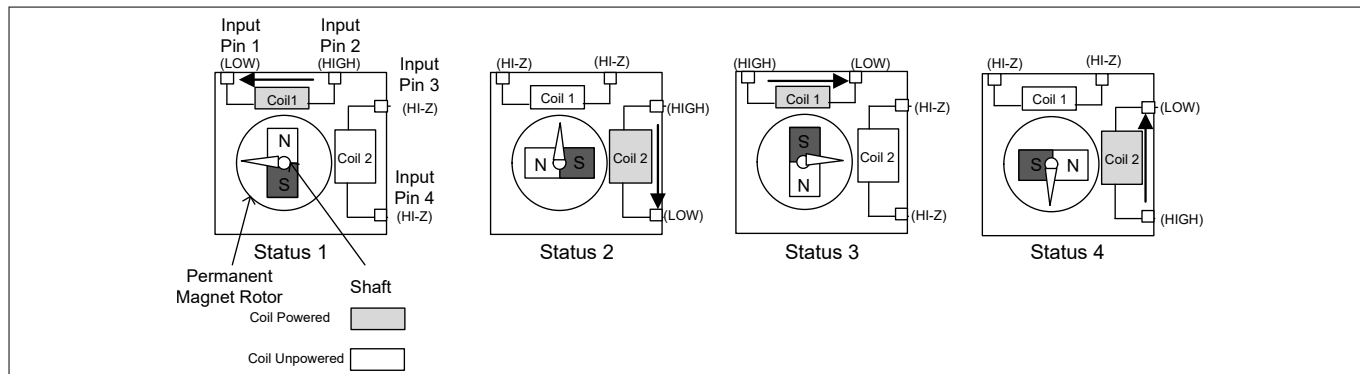 Input
Pin 1
(LOW)
Input
Pin 2
(HIGH)
Input
Pin 3
(HI-Z)
Coil1
N
S
Coil 2
Input
Pin 4
(HI-Z)
Status 1
Permanent
Magnet Rotor
Shaft
Coil Powered
Coil Unpowered
(HI-Z)
(HI-Z)
Coil 1
(HIGH)
N
S
Coil 2
(LOW)
Status 2
(HIGH)
(LOW)
Coil 1
(HI-Z)
S
N
Coil 2
(HI-Z)
Status 3
(HI-Z)
(HI-Z)
Coil 1
(LOW)
S
N
Coil 2
(HIGH)
Status 4